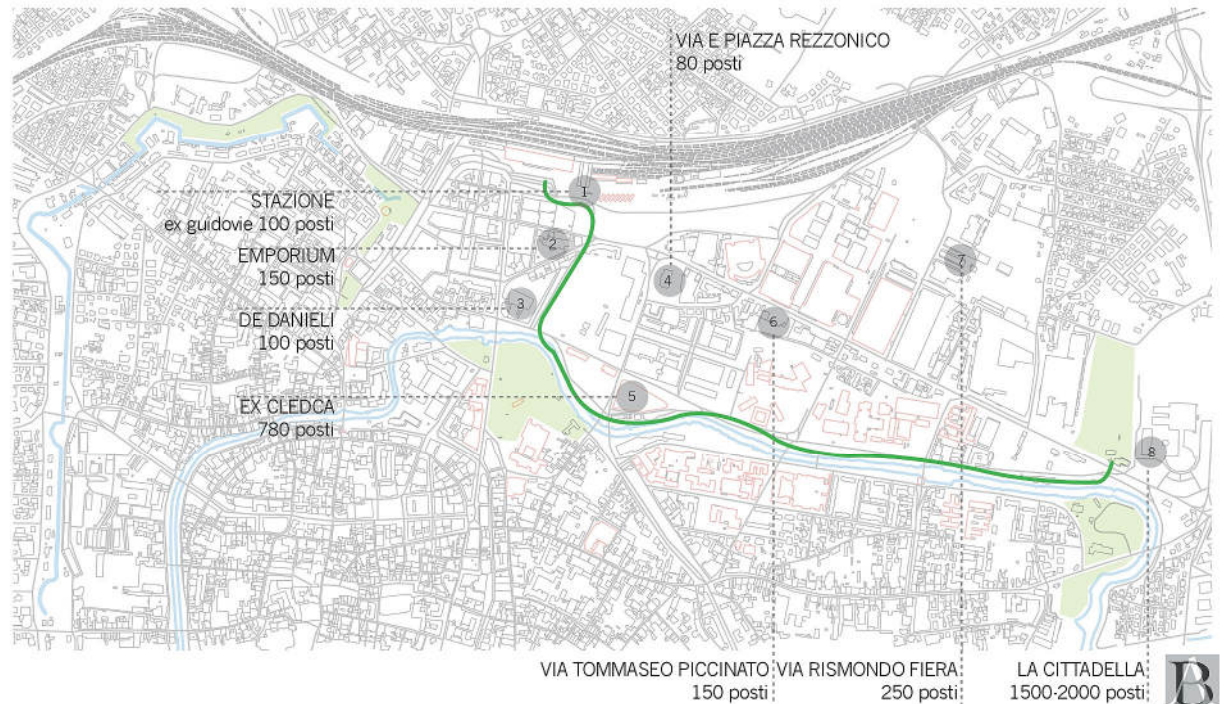 VIA E PIAZZA REZZONICO
80 posti
1
STAZIONE
ex guidovie 100 posti
2
EMPORIUM
150 posti
7
4
3
DE DANIELI
100 posti
6
5
EX CLEDCA
780 posti
8
VIA TOMMASEO PICCINATO
150 posti
VIA RISMONDO FIERA
250 posti
LA CITTADELLA
1500-2000 posti
B